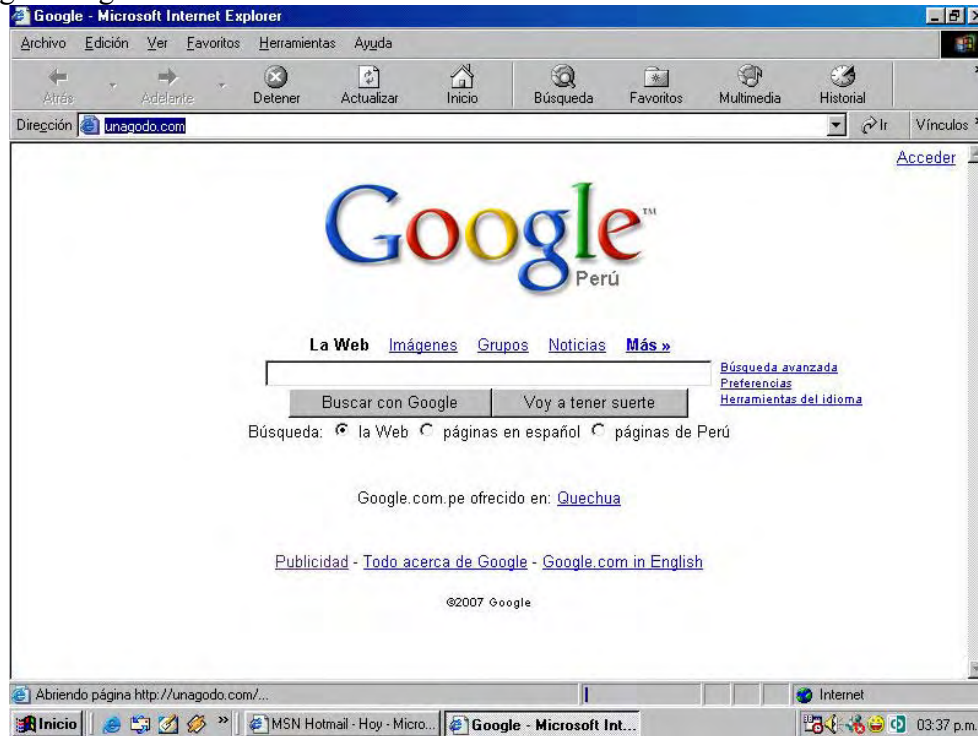 Google - Microsoft Internet Explorer
Archivo Edición Ver Favoritos Herramientas Ayuda
Atrás Adelante Detener Actualizar Inicio Búsqueda Favoritos Multimedia Historial
Dirección unagodo.com Ir Vínculos
Acceder
Google TM
Perú
La Web Imágenes Grupos Noticias Más »
Búsqueda avanzada
Preferencias
Herramientas del idioma
Buscar con Google Voy a tener suerte
Búsqueda: la Web páginas en español páginas de Perú
Google.com.pe ofrecido en: Quechua
Publicidad - Todo acerca de Google - Google.com in English
©2007 Google
Abriendo página http://unagodo.com/... Internet
Inicio » MSN Hotmail - Hoy - Micro... Google - Microsoft Int... 03:37 p.m.